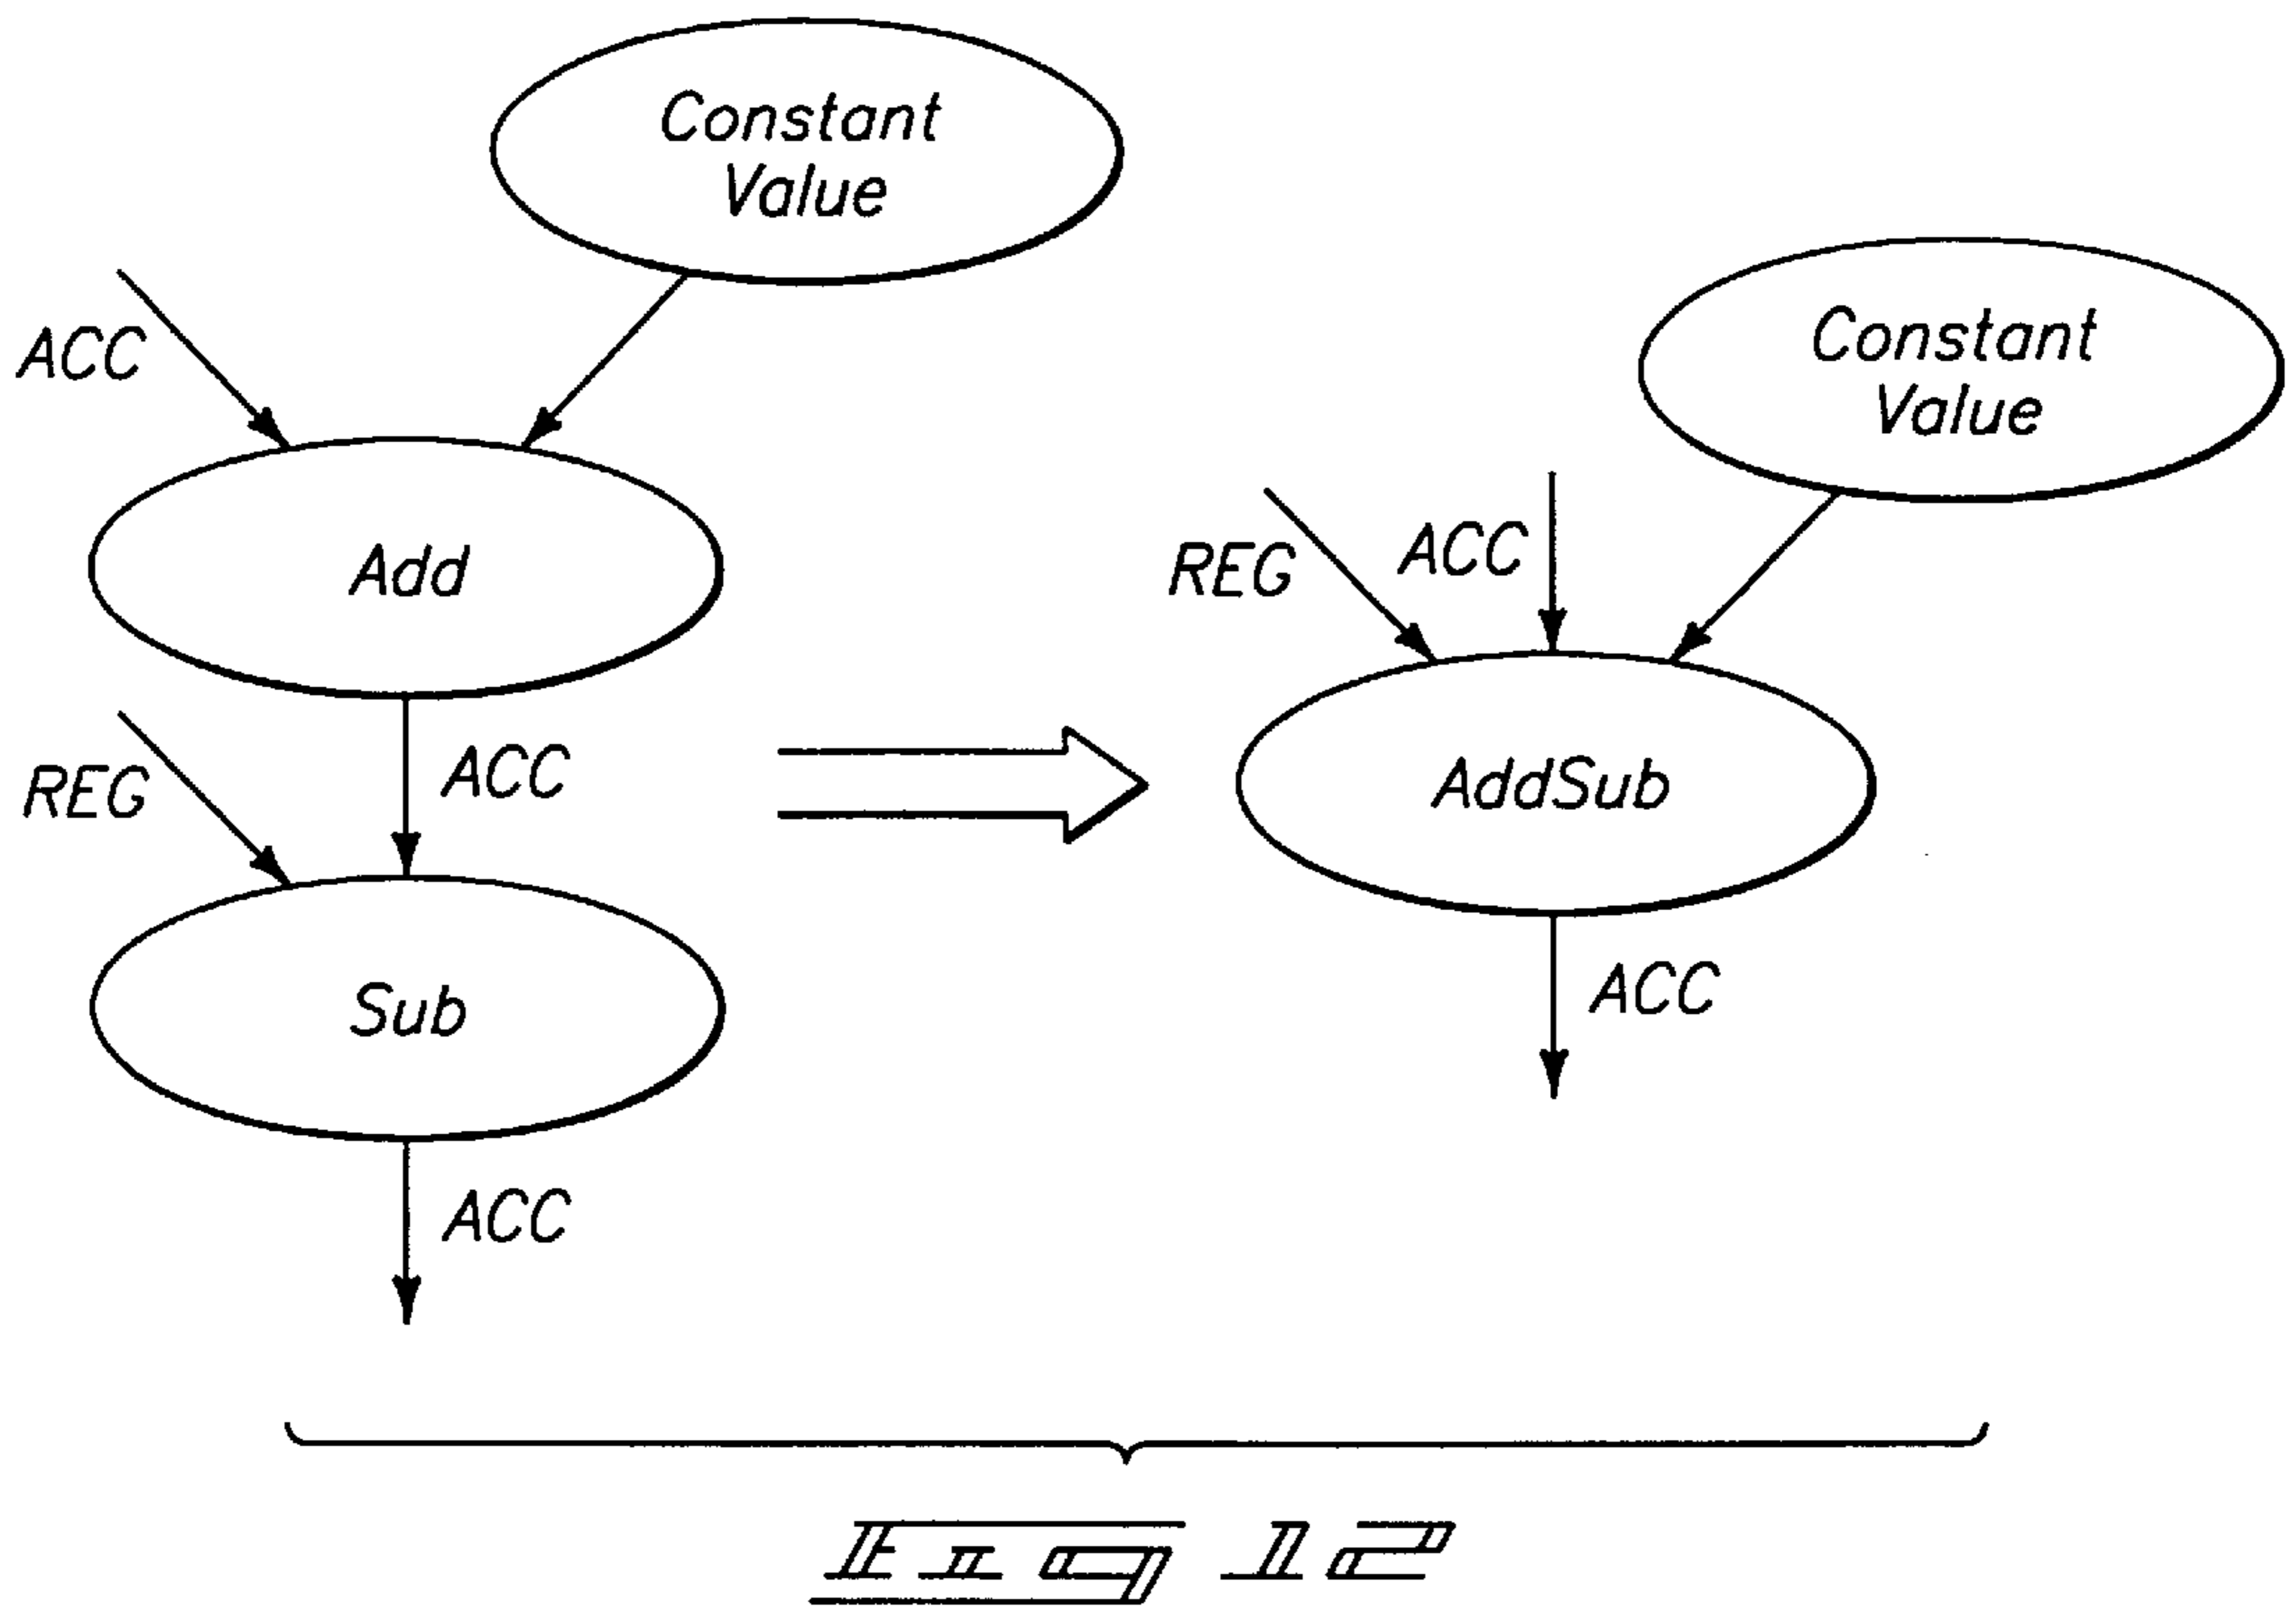 Constant
Value
ACC
Add
REG
ACC
Sub
ACC
Constant
Value
REG
ACC
AddSub
ACC
Fig 12